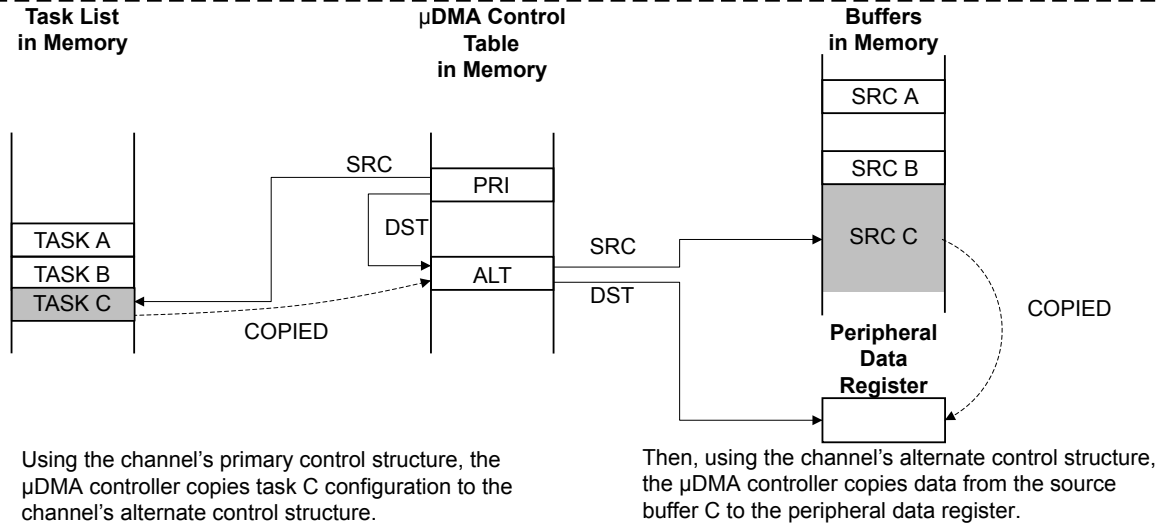 Task List
in Memory
µDMA Control
Table
in Memory
Buffers
in Memory
SRC A
SRC B
SRC C
SRC
PRI
DST
ALT
SRC
DST
TASK A
TASK B
TASK C
COPIED
COPIED
Peripheral
Data
Register
Using the channel’s primary control structure, the
µDMA controller copies task C configuration to the
channel’s alternate control structure.
Then, using the channel’s alternate control structure,
the µDMA controller copies data from the source
buffer C to the peripheral data register.